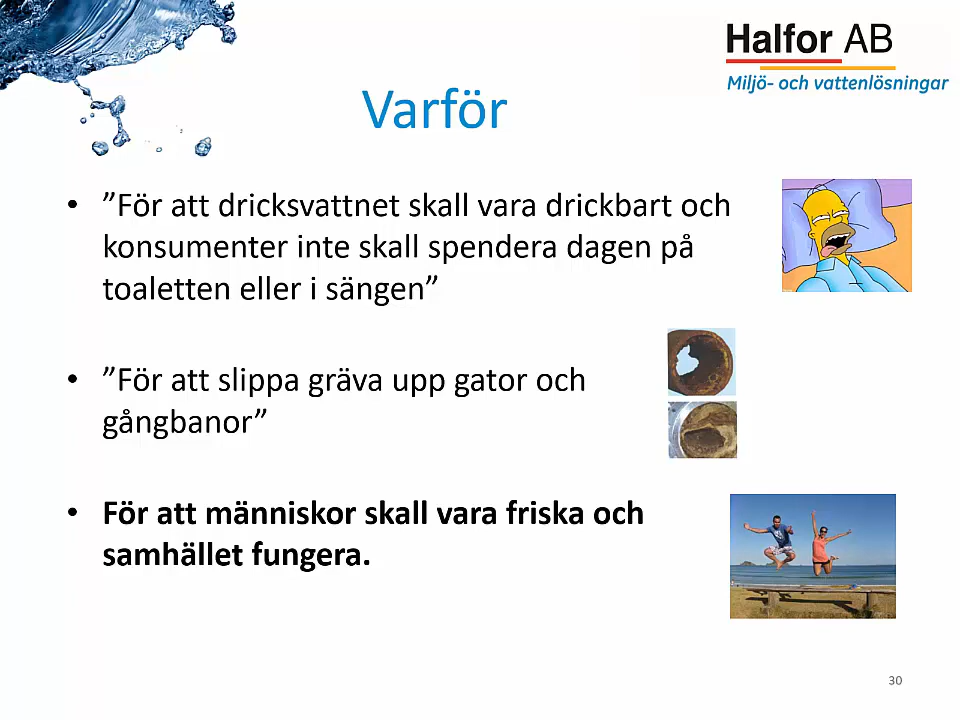 Halfor AB
Miljö- och vattenlösningar
Varför
• ”För att dricksvattnet skall vara drickbart och
konsumenter inte skall spendera dagen på
toaletten eller i sängen”
• ”För att slippa gräva upp gator och
gångbanor”
• För att människor skall vara friska och
samhället fungera.
30